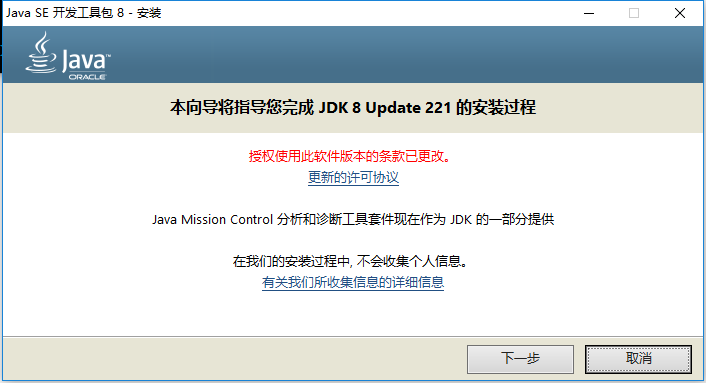 Java SE 开发工具包 8 - 安装
Java™
ORACLE
本向导将指导您完成 JDK 8 Update 221 的安装过程
授权使用此软件版本的条款已更改。
更新的许可协议
Java Mission Control 分析和诊断工具套件现在作为 JDK 的一部分提供
在我们的安装过程中, 不会收集个人信息。
有关我们所收集信息的详细信息
下一步 取消